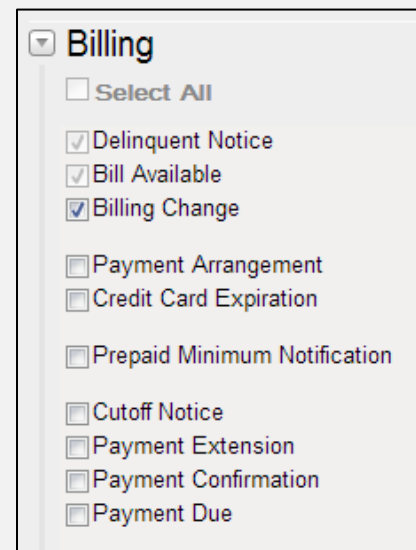 Billing
Select All
Delinquent Notice
Bill Available
Billing Change
Payment Arrangement
Credit Card Expiration
Prepaid Minimum Notification
Cutoff Notice
Payment Extension
Payment Confirmation
Payment Due